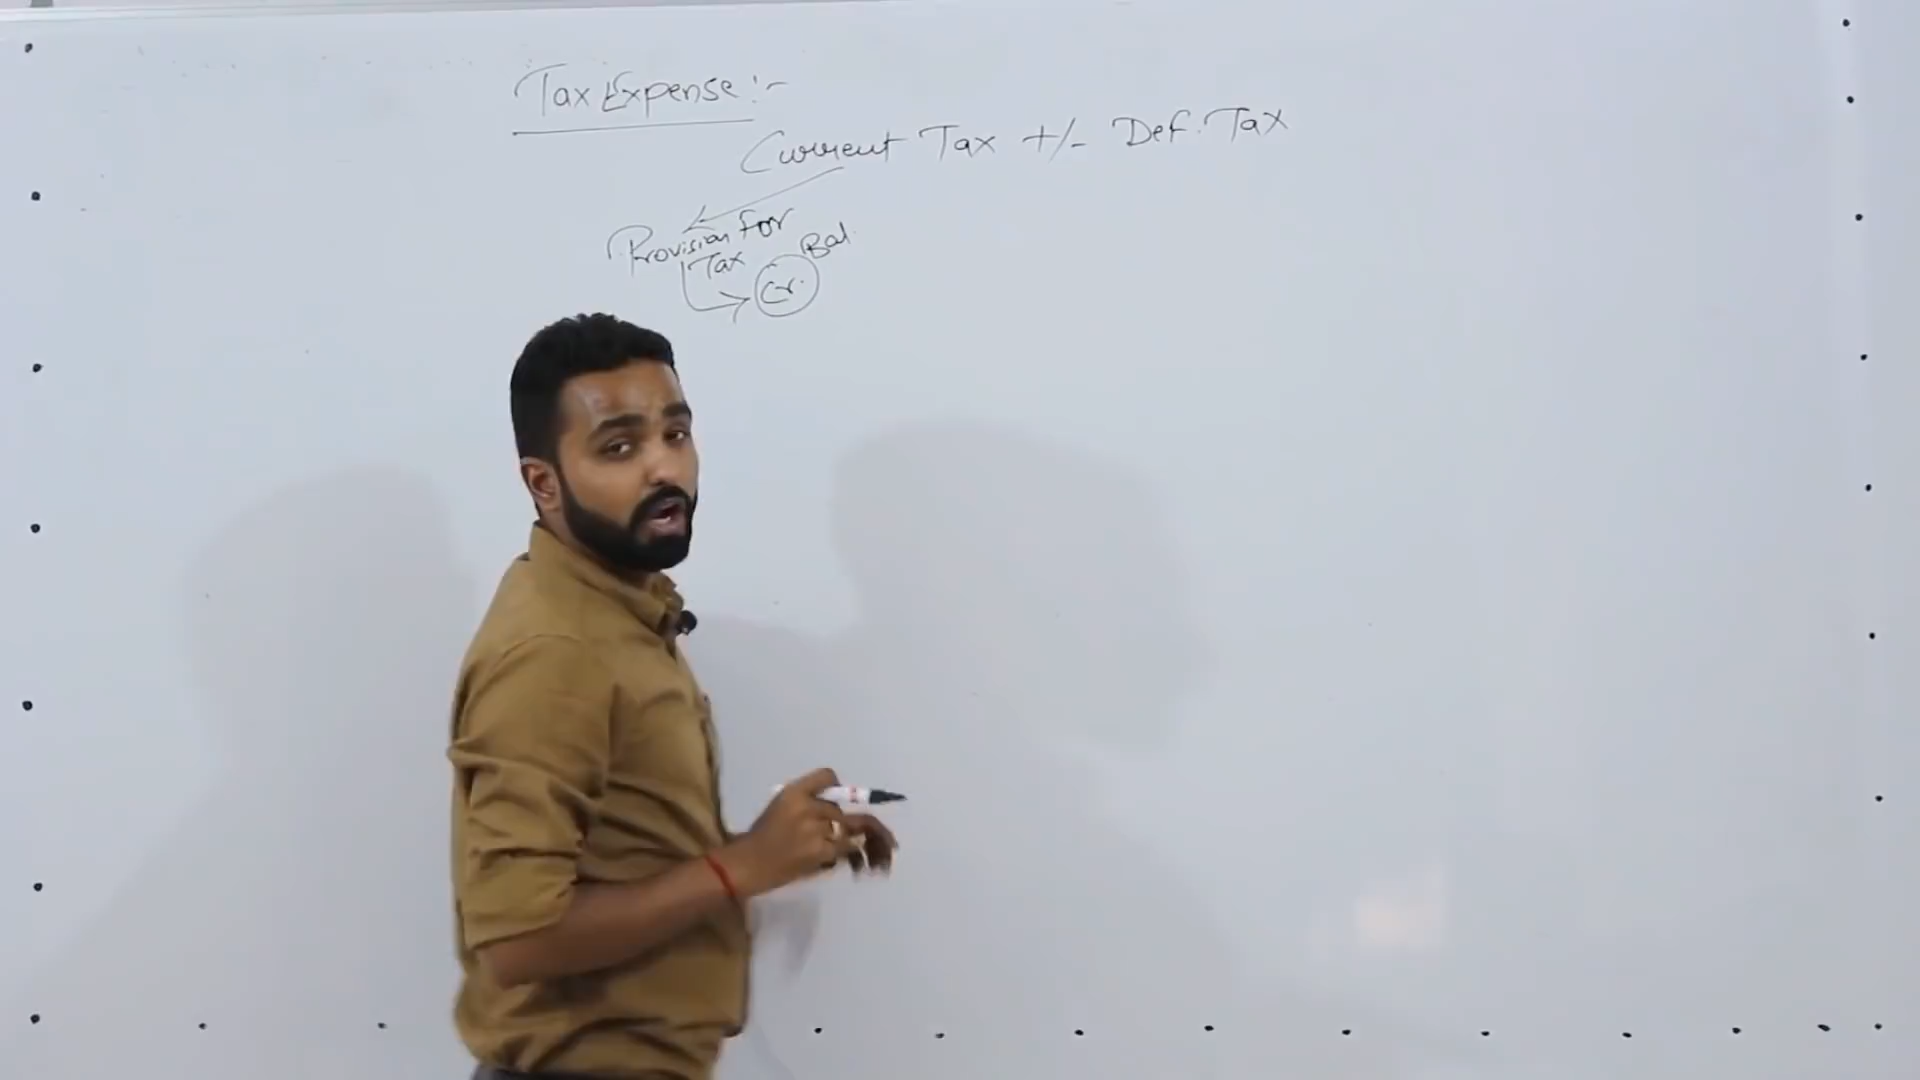 Tax Expense :-
Current Tax +/- Def. Tax
Provision For
Tax
Cr. Bal.